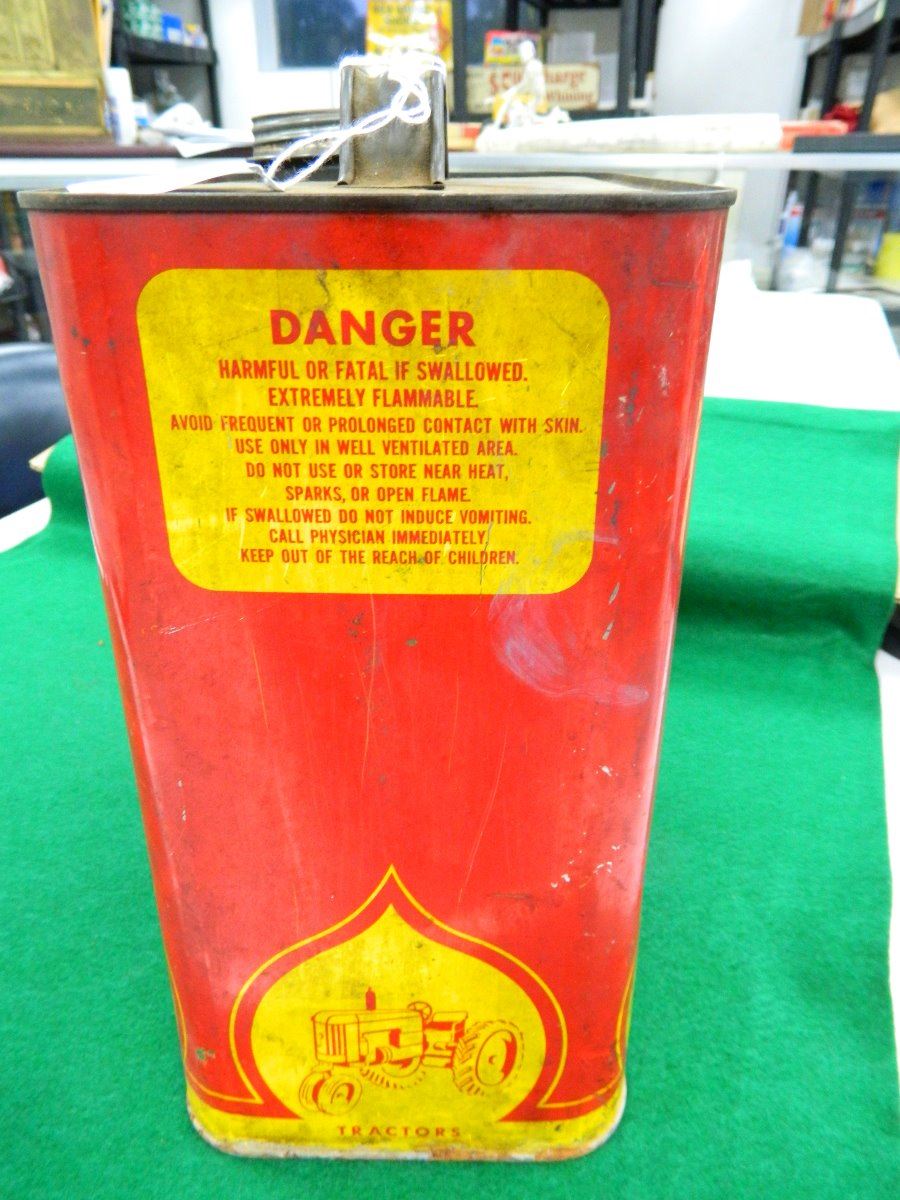 DANGER
HARMFUL OR FATAL IF SWALLOWED.
EXTREMELY FLAMMABLE.
AVOID FREQUENT OR PROLONGED CONTACT WITH SKIN.
USE ONLY IN WELL VENTILATED AREA.
DO NOT USE OR STORE NEAR HEAT,
SPARKS, OR OPEN FLAME.
IF SWALLOWED DO NOT INDUCE VOMITING.
CALL PHYSICIAN IMMEDIATELY.
KEEP OUT OF THE REACH OF CHILDREN.
TRACTORS